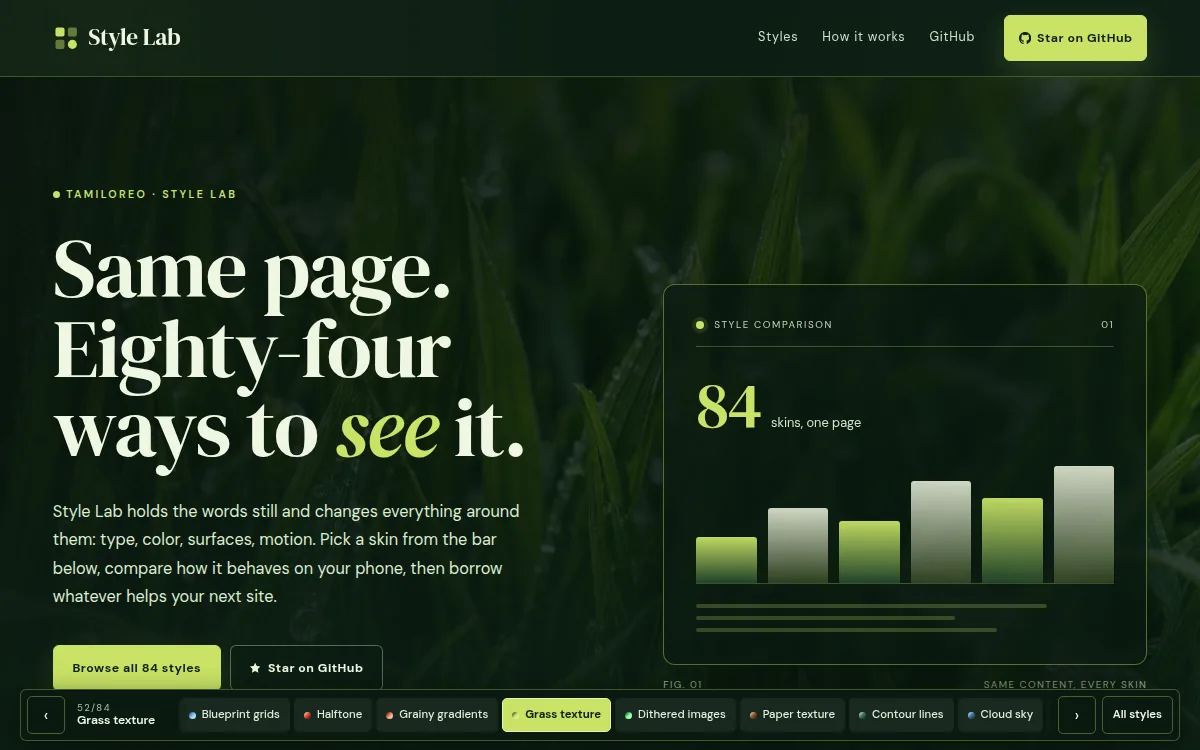 Style Lab
Styles How it works GitHub Star on GitHub
TAMILOREO · STYLE LAB
Same page.
Eighty-four
ways to see it.
Style Lab holds the words still and changes everything around
them: type, color, surfaces, motion. Pick a skin from the bar
below, compare how it behaves on your phone, then borrow
whatever helps your next site.
Browse all 84 styles
Star on GitHub
STYLE COMPARISON 01
84 skins, one page
FIG. 01 SAME CONTENT, EVERY SKIN
‹
52/84
Grass texture
Blueprint grids Halftone Grainy gradients Grass texture Dithered images Paper texture Contour lines Cloud sky
›
All styles